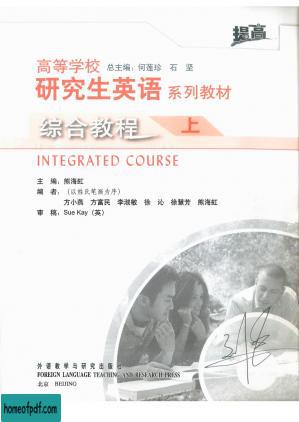 提高
高等学校 总主编：何莲珍 石 坚
研究生英语 系列教材
综合教程 上
INTEGRATED COURSE
主 编：熊海虹
编 者：（以姓氏笔画为序）
方小燕 方富民 李淑敏 徐 沁 徐慧芳 熊海虹
审 稿：Sue Kay（英）
外语教学与研究出版社
FOREIGN LANGUAGE TEACHING AND RESEARCH PRESS
北京 BEIJING
homeofpdf.com